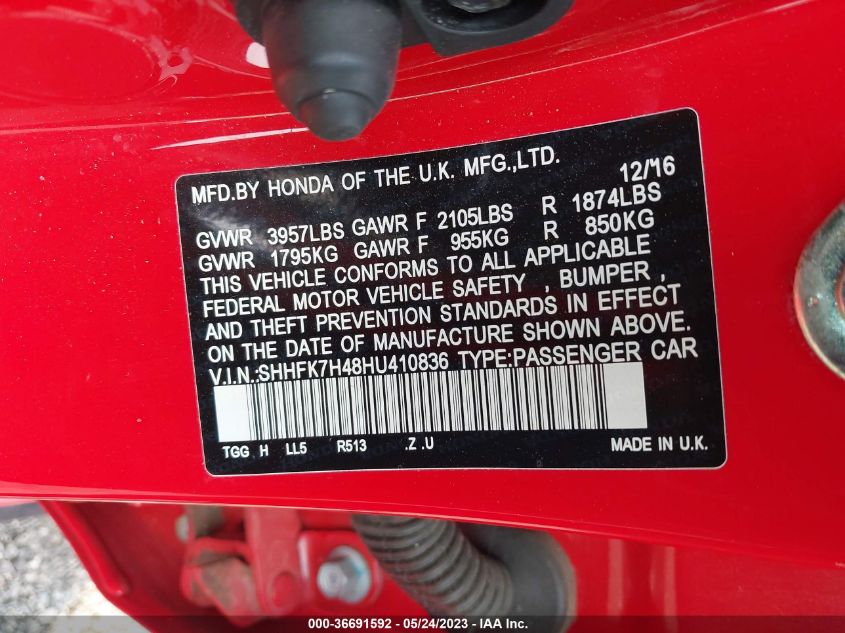 MFD.BY HONDA OF THE U.K. MFG.,LTD. 12/16
GVWR 3957LBS GAWR F 2105LBS R 1874LBS
GVWR 1795KG GAWR F 955KG R 850KG
THIS VEHICLE CONFORMS TO ALL APPLICABLE
FEDERAL MOTOR VEHICLE SAFETY , BUMPER ,
AND THEFT PREVENTION STANDARDS IN EFFECT
ON THE DATE OF MANUFACTURE SHOWN ABOVE.
V.I.N.:SHHFK7H48HU410836 TYPE:PASSENGER CAR
TGG H LL5 R513 .Z .U MADE IN U.K.
000-36691592 - 05/24/2023 - IAA Inc.